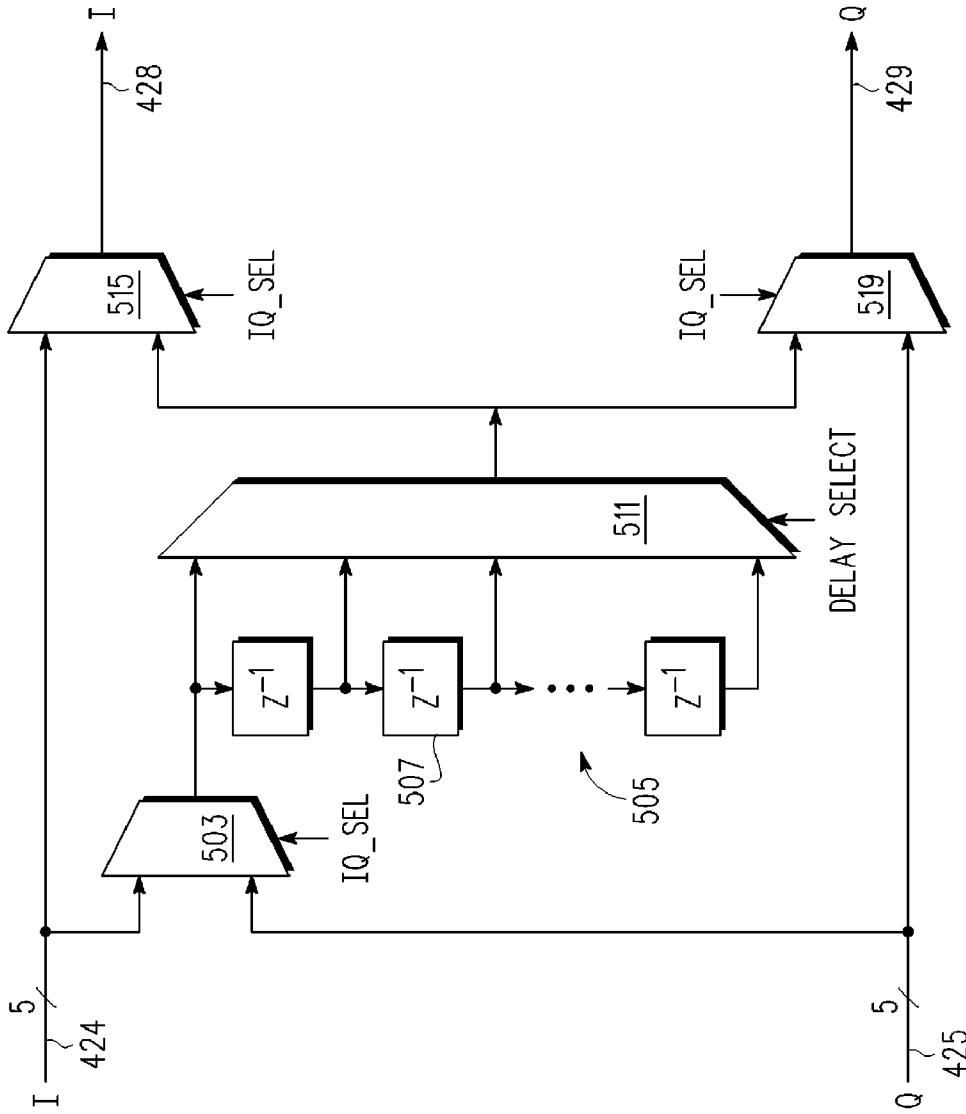 I
5
424
Q
5
425
503
IQ_SEL
Z⁻¹
Z⁻¹
507
Z⁻¹
505
511
DELAY SELECT
515
IQ_SEL
IQ_SEL
519
428
I
429
Q